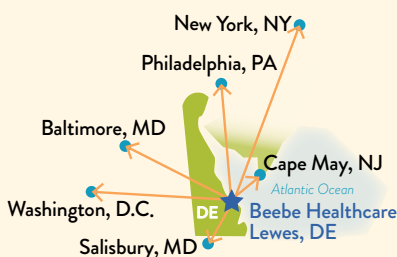 New York, NY
Philadelphia, PA
Baltimore, MD
Cape May, NJ
Atlantic Ocean
Washington, D.C.
DE
Beebe Healthcare
Lewes, DE
Salisbury, MD